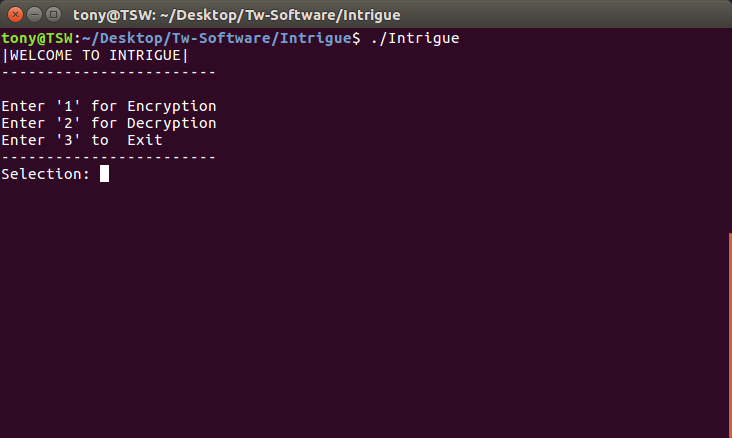 tony@TSW: ~/Desktop/Tw-Software/Intrigue
tony@TSW:~/Desktop/Tw-Software/Intrigue$ ./Intrigue
|WELCOME TO INTRIGUE|
------------------------
Enter '1' for Encryption
Enter '2' for Decryption
Enter '3' to  Exit
------------------------
Selection: